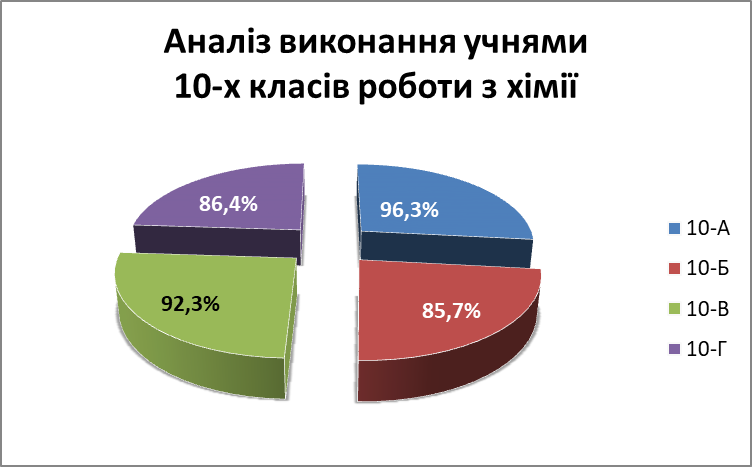 Аналіз виконання учнями
10-х класів роботи з хімії
86,4%
96,3%
92,3%
85,7%
10-А
10-Б
10-В
10-Г